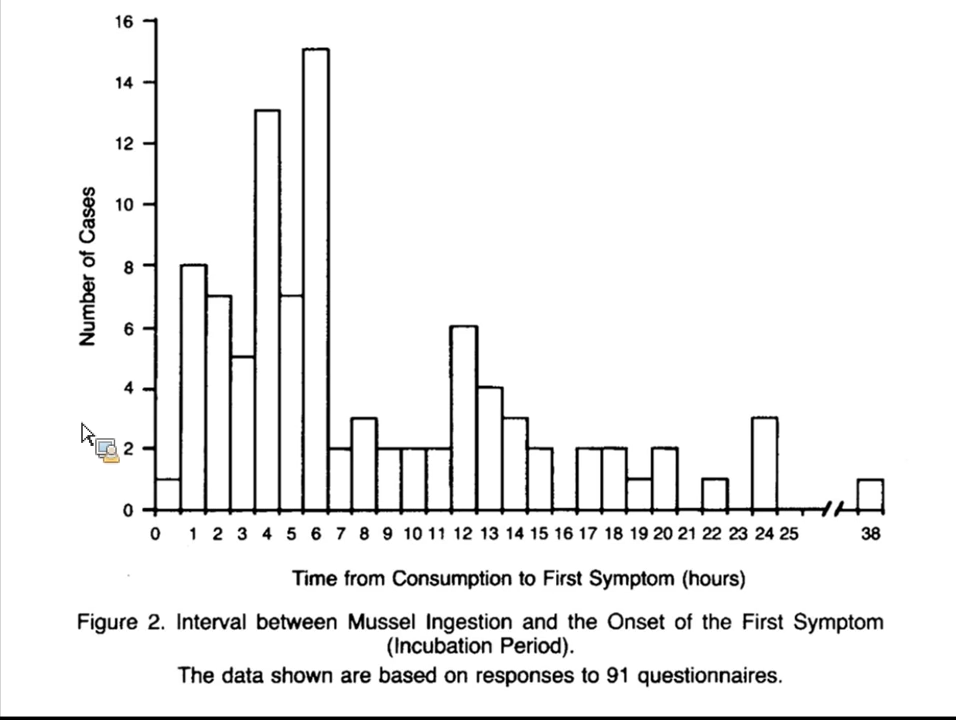 16
14
12
10
8
6
4
2
0
Number of Cases
0 1 2 3 4 5 6 7 8 9 10 11 12 13 14 15 16 17 18 19 20 21 22 23 24 25 38
Time from Consumption to First Symptom (hours)
Figure 2. Interval between Mussel Ingestion and the Onset of the First Symptom
(Incubation Period).
The data shown are based on responses to 91 questionnaires.